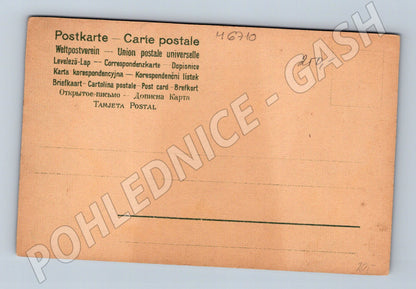 46710
Postkarte – Carte postale
Weltpostverein – Union postale universelle
Levelező-Lap – Correspondenzkarte – Dopisnice
Karta korespondencyjna – Korespondenční lístek
Briefkaart – Cartolina postale – Post card – Brefkort
Открытое-письмо – Дописна Карта
Tarjeta Postal
POHLEDNICE - GASH